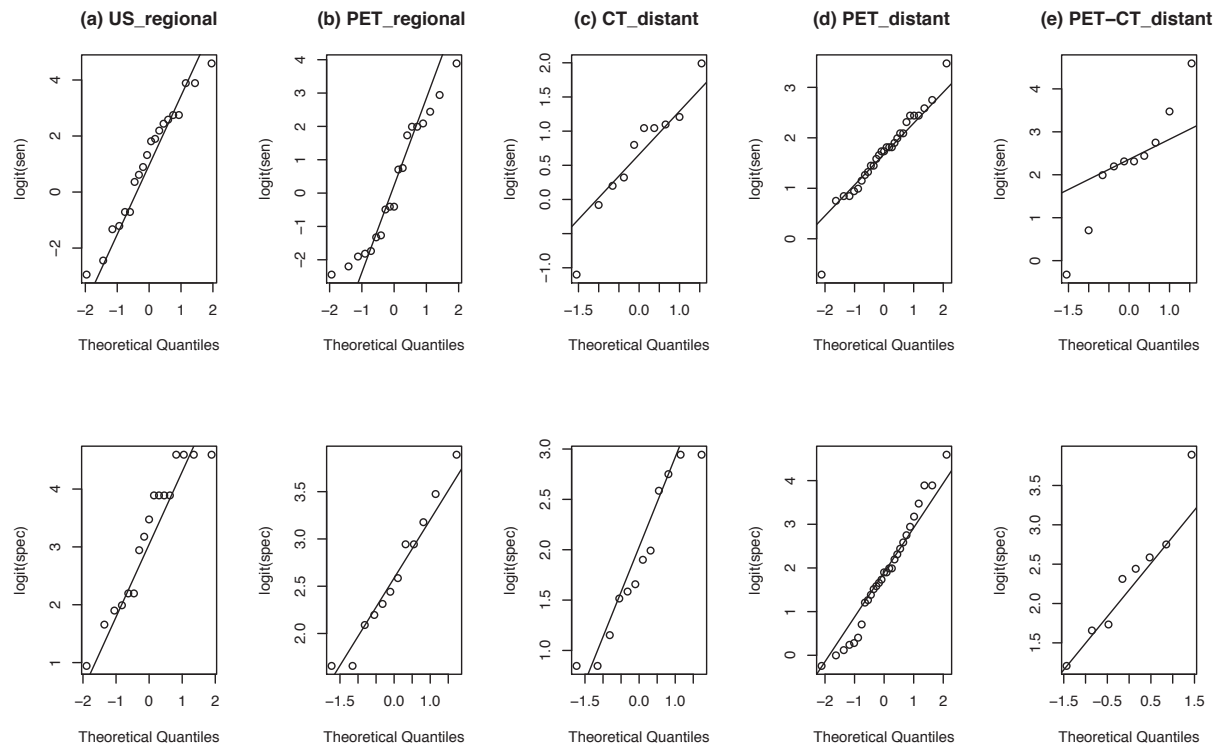 (a) US_regional
(b) PET_regional
(c) CT_distant
(d) PET_distant
(e) PET−CT_distant
logit(sen)
−2 0 2 4
−2 −1 0 1 2
Theoretical Quantiles
logit(sen)
−2 −1 0 1 2 3 4
−2 −1 0 1 2
Theoretical Quantiles
logit(sen)
−1.0 0.0 0.5 1.0 1.5 2.0
−1.5 0.0 1.0
Theoretical Quantiles
logit(sen)
0 1 2 3
−2 −1 0 1 2
Theoretical Quantiles
logit(sen)
0 1 2 3 4
−1.5 0.0 1.0
Theoretical Quantiles
logit(spec)
1 2 3 4
−2 −1 0 1 2
Theoretical Quantiles
logit(spec)
2.0 2.5 3.0 3.5
−1.5 0.0 1.0
Theoretical Quantiles
logit(spec)
1.0 1.5 2.0 2.5 3.0
−1.5 0.0 1.0
Theoretical Quantiles
logit(spec)
0 1 2 3 4
−2 −1 0 1 2
Theoretical Quantiles
logit(spec)
1.5 2.0 2.5 3.0 3.5
−1.5 −0.5 0.5 1.5
Theoretical Quantiles